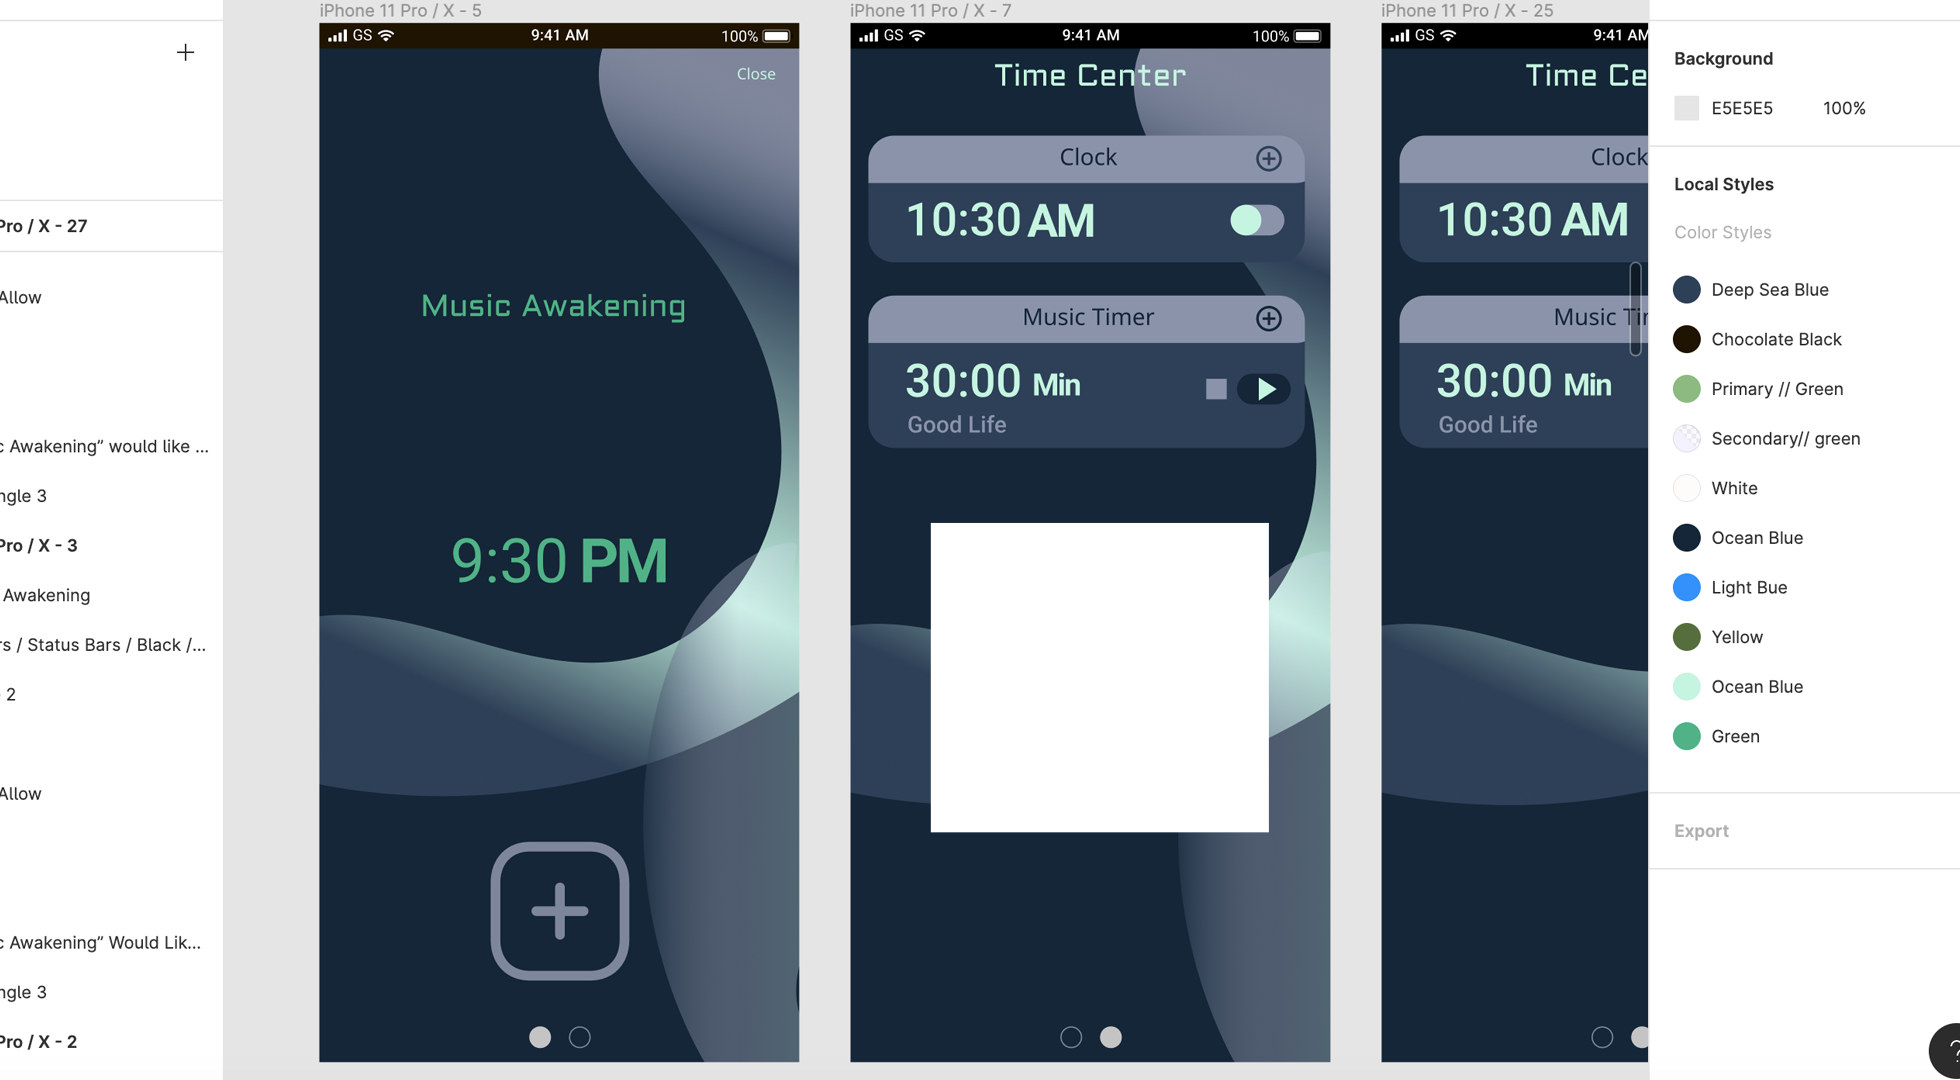 Pro / X - 27
Allow
c Awakening” would like ...
ngle 3
Pro / X - 3
Awakening
rs / Status Bars / Black /...
2
Allow
c Awakening” Would Lik...
ngle 3
Pro / X - 2
iPhone 11 Pro / X - 5
GS 9:41 AM 100%
Close
Music Awakening
9:30 PM
iPhone 11 Pro / X - 7
GS 9:41 AM 100%
Time Center
Clock
10:30 AM
Music Timer
30:00 Min
Good Life
iPhone 11 Pro / X - 25
GS 9:41 AM
Time Ce
Clock
10:30 AM
Music Tir
30:00 Min
Good Life
Background
E5E5E5 100%
Local Styles
Color Styles
Deep Sea Blue
Chocolate Black
Primary // Green
Secondary// green
White
Ocean Blue
Light Bue
Yellow
Ocean Blue
Green
Export
?